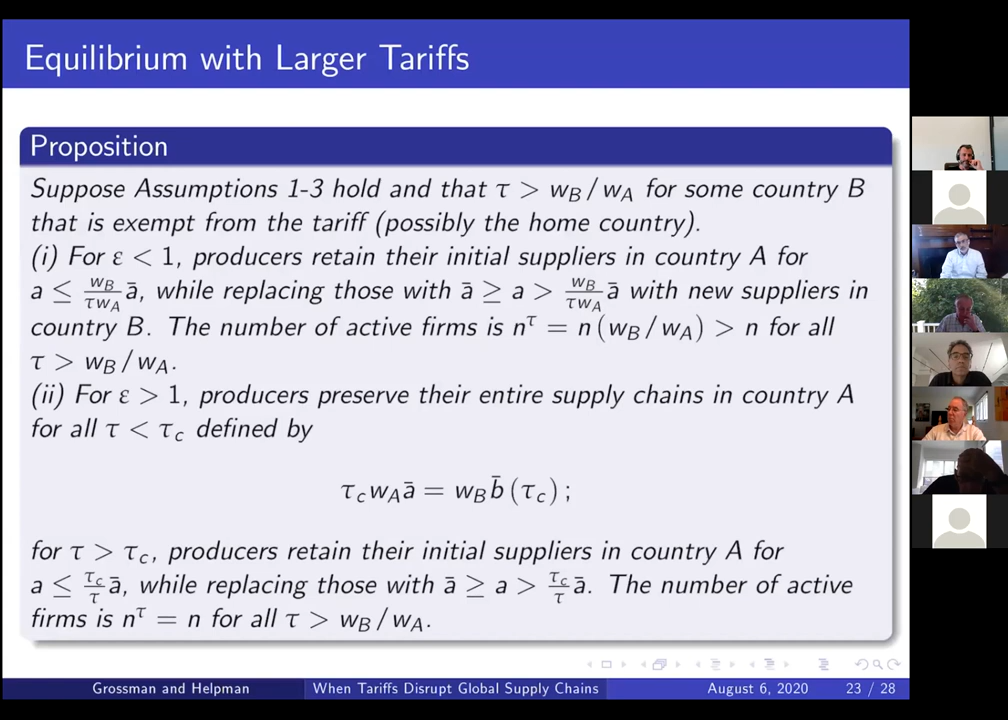 Equilibrium with Larger Tariffs
Proposition
Suppose Assumptions 1-3 hold and that τ > w_B/w_A for some country B
that is exempt from the tariff (possibly the home country).
(i) For ε < 1, producers retain their initial suppliers in country A for
a ≤ \frac{w_B}{τw_A} ā, while replacing those with ā ≥ a > \frac{w_B}{τw_A} ā with new suppliers in
country B. The number of active firms is n^τ = n(w_B/w_A) > n for all
τ > w_B/w_A.
(ii) For ε > 1, producers preserve their entire supply chains in country A
for all τ < τ_c defined by
τ_c w_A ā = w_B b̄(τ_c);
for τ > τ_c, producers retain their initial suppliers in country A for
a ≤ \frac{τ_c}{τ} ā, while replacing those with ā ≥ a > \frac{τ_c}{τ} ā. The number of active
firms is n^τ = n for all τ > w_B/w_A.
Grossman and Helpman When Tariffs Disrupt Global Supply Chains August 6, 2020 23 / 28